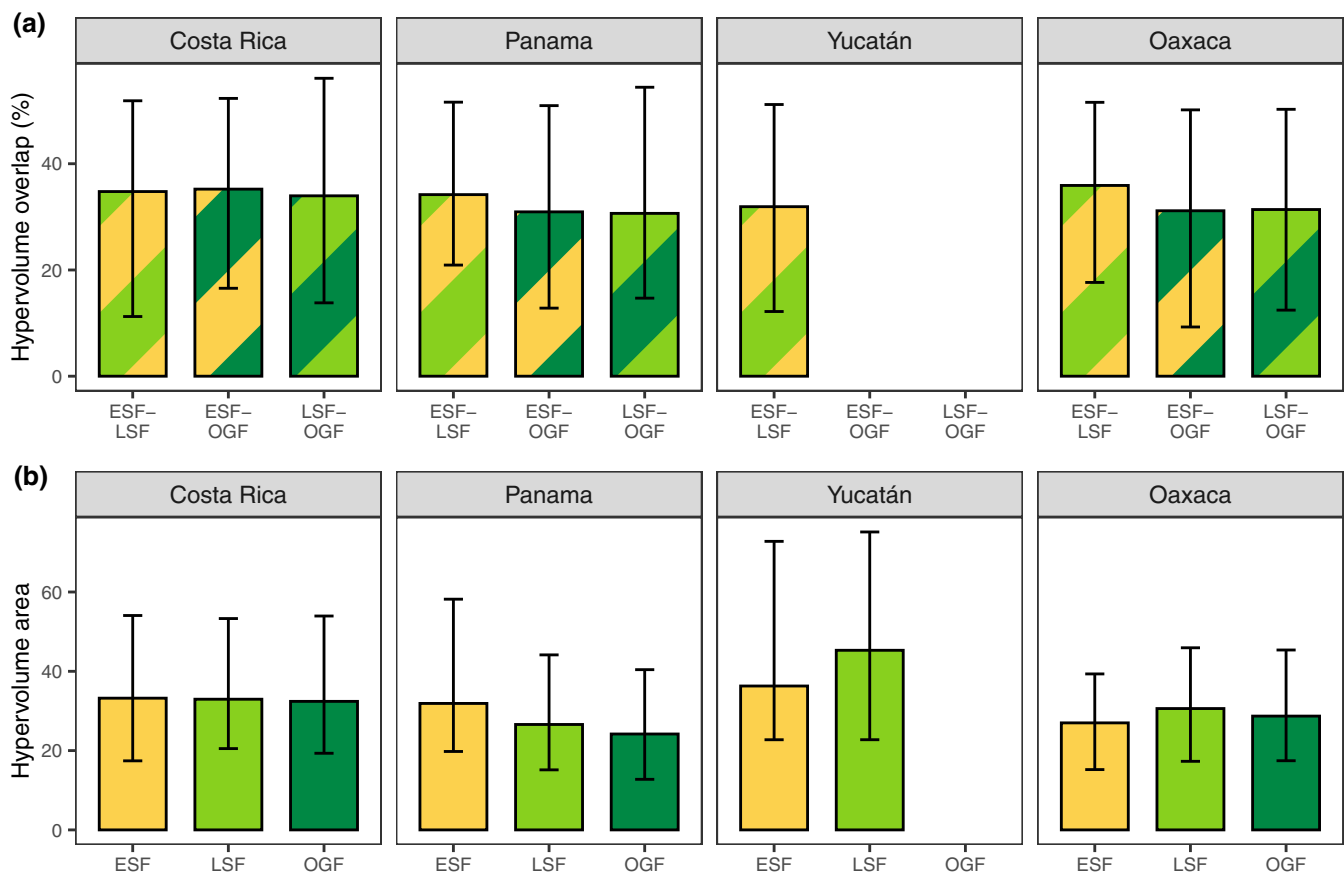 (a)
Costa Rica Panama Yucatán Oaxaca
Hypervolume overlap (%)
40
20
0
ESF– ESF– LSF– ESF– ESF– LSF– ESF– ESF– LSF– ESF– ESF– LSF–
LSF OGF OGF LSF OGF OGF LSF OGF OGF LSF OGF OGF
(b)
Costa Rica Panama Yucatán Oaxaca
Hypervolume area
60
40
20
0
ESF LSF OGF ESF LSF OGF ESF LSF OGF ESF LSF OGF